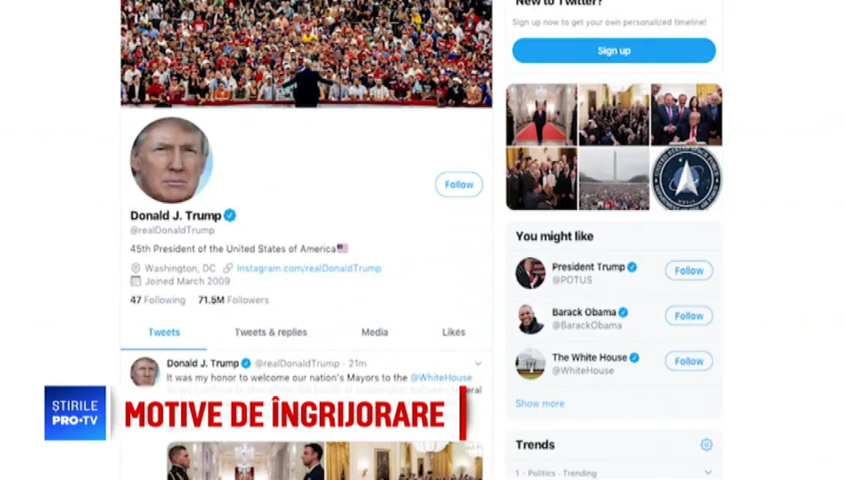 New to Twitter?
Sign up now to get your own personalized timeline!
Sign up
Donald J. Trump
@realDonaldTrump
Follow
45th President of the United States of America
Washington, DC
Instagram.com/realDonaldTrump
Joined March 2009
47 Following 71.5M Followers
Tweets Tweets & replies Media Likes
Donald J. Trump @realDonaldTrump · 21m
It was my honor to welcome our nation's Mayors to the @WhiteHouse
You might like
President Trump
@POTUS
Follow
Barack Obama
@BarackObama
Follow
The White House
@WhiteHouse
Follow
Show more
Trends
1 · Politics · Trending
ȘTIRILE
PRO•TV
MOTIVE DE ÎNGRIJORARE